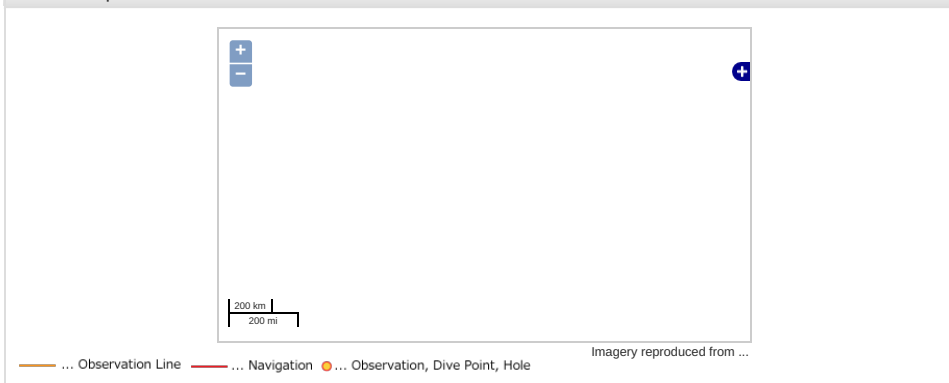 +
−
+
200 km
200 mi
Imagery reproduced from ...
... Observation Line ... Navigation ... Observation, Dive Point, Hole